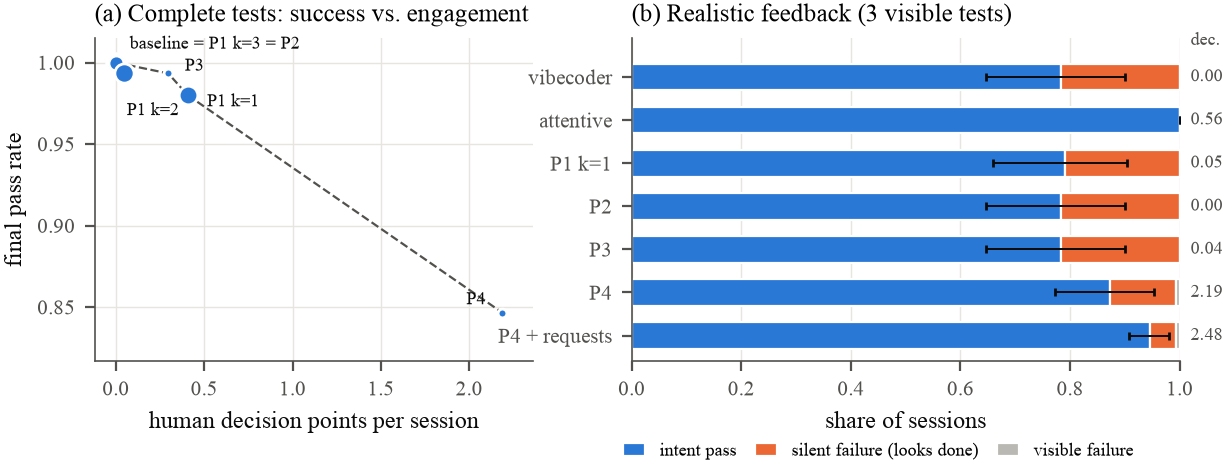 (a) Complete tests: success vs. engagement
baseline = P1 k=3 = P2
P3
P1 k=2
P1 k=1
P4
1.00
0.95
0.90
0.85
final pass rate
0.0
0.5
1.0
1.5
2.0
human decision points per session
(b) Realistic feedback (3 visible tests)
dec.
vibecoder
0.00
attentive
0.56
P1 k=1
0.05
P2
0.00
P3
0.04
P4
2.19
P4 + requests
2.48
0.0
0.2
0.4
0.6
0.8
1.0
share of sessions
intent pass
silent failure (looks done)
visible failure